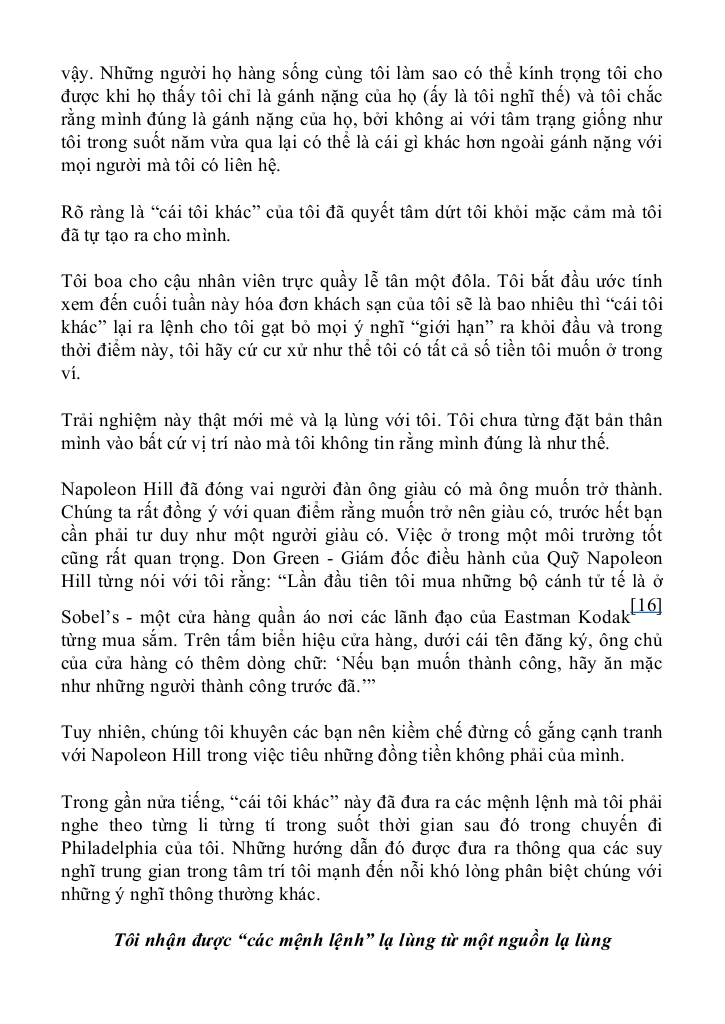 vậy. Những người họ hàng sống cùng tôi làm sao có thể kính trọng tôi cho
được khi họ thấy tôi chỉ là gánh nặng của họ (ấy là tôi nghĩ thế) và tôi chắc
rằng mình đúng là gánh nặng của họ, bởi không ai với tâm trạng giống như
tôi trong suốt năm vừa qua lại có thể là cái gì khác hơn ngoài gánh nặng với
mọi người mà tôi có liên hệ.
Rõ ràng là “cái tôi khác” của tôi đã quyết tâm dứt tôi khỏi mặc cảm mà tôi
đã tự tạo ra cho mình.
Tôi boa cho cậu nhân viên trực quầy lễ tân một đôla. Tôi bắt đầu ước tính
xem đến cuối tuần này hóa đơn khách sạn của tôi sẽ là bao nhiêu thì “cái tôi
khác” lại ra lệnh cho tôi gạt bỏ mọi ý nghĩ “giới hạn” ra khỏi đầu và trong
thời điểm này, tôi hãy cứ cư xử như thể tôi có tất cả số tiền tôi muốn ở trong
ví.
Trải nghiệm này thật mới mẻ và lạ lùng với tôi. Tôi chưa từng đặt bản thân
mình vào bất cứ vị trí nào mà tôi không tin rằng mình đúng là như thế.
Napoleon Hill đã đóng vai người đàn ông giàu có mà ông muốn trở thành.
Chúng ta rất đồng ý với quan điểm rằng muốn trở nên giàu có, trước hết bạn
cần phải tư duy như một người giàu có. Việc ở trong một môi trường tốt
cũng rất quan trọng. Don Green - Giám đốc điều hành của Quỹ Napoleon
Hill từng nói với tôi rằng: “Lần đầu tiên tôi mua những bộ cánh tử tế là ở
Sobel’s - một cửa hàng quần áo nơi các lãnh đạo của Eastman Kodak[16]
từng mua sắm. Trên tấm biển hiệu cửa hàng, dưới cái tên đăng ký, ông chủ
của cửa hàng có thêm dòng chữ: ‘Nếu bạn muốn thành công, hãy ăn mặc
như những người thành công trước đã.’”
Tuy nhiên, chúng tôi khuyên các bạn nên kiềm chế đừng cố gắng cạnh tranh
với Napoleon Hill trong việc tiêu những đồng tiền không phải của mình.
Trong gần nửa tiếng, “cái tôi khác” này đã đưa ra các mệnh lệnh mà tôi phải
nghe theo từng li từng tí trong suốt thời gian sau đó trong chuyến đi
Philadelphia của tôi. Những hướng dẫn đó được đưa ra thông qua các suy
nghĩ trung gian trong tâm trí tôi mạnh đến nỗi khó lòng phân biệt chúng với
những ý nghĩ thông thường khác.
Tôi nhận được “các mệnh lệnh” lạ lùng từ một nguồn lạ lùng